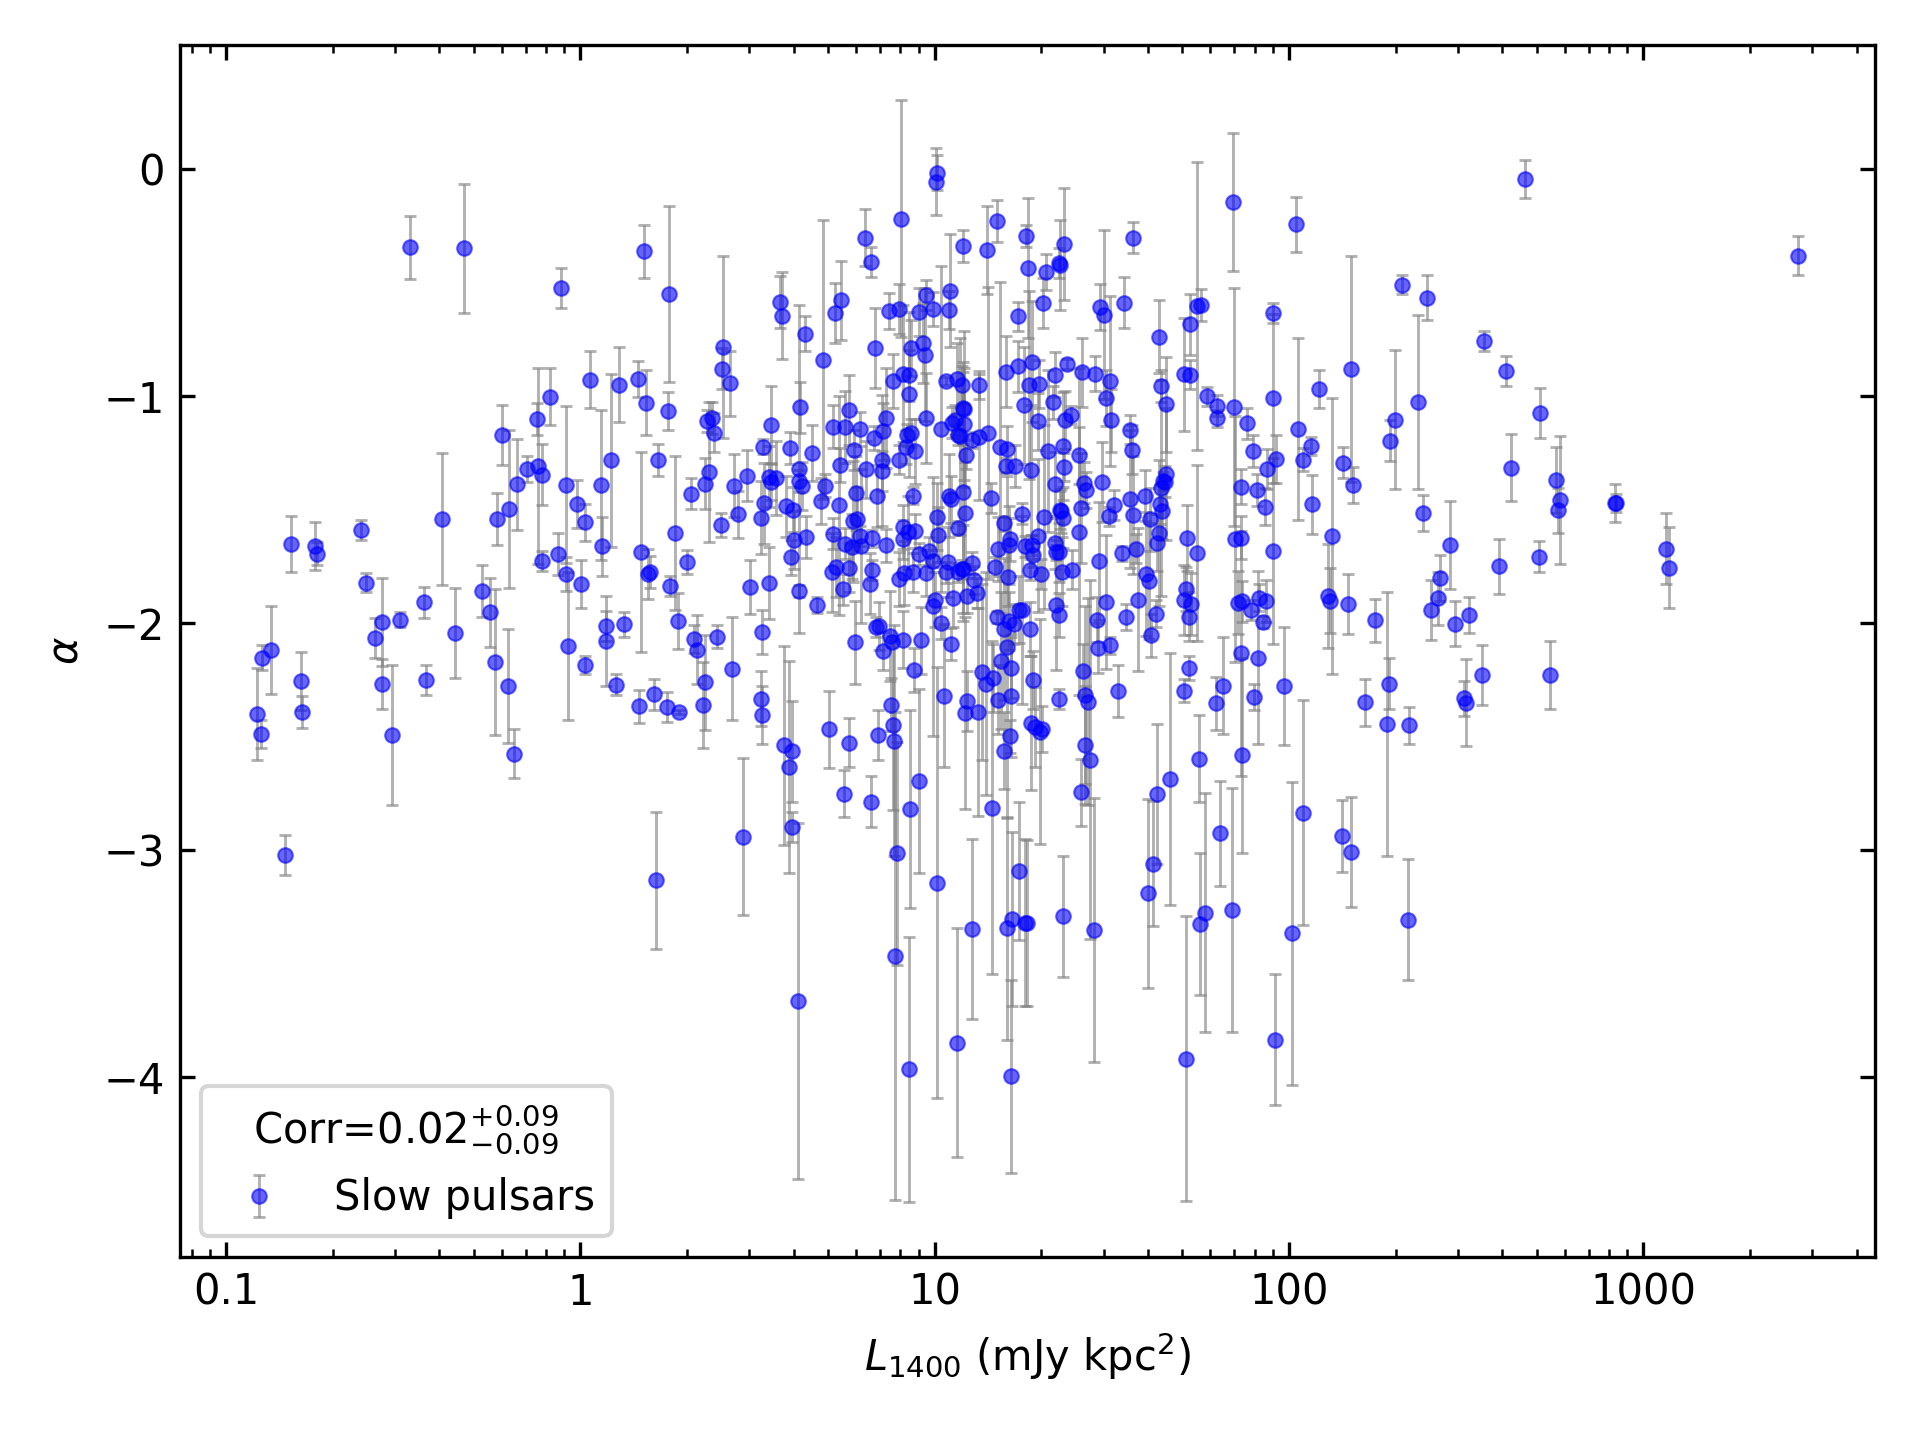 0
−1
−2
−3
−4
α
Corr=0.02^{+0.09}_{−0.09}
Slow pulsars
0.1 1 10 100 1000
L₁₄₀₀ (mJy kpc²)